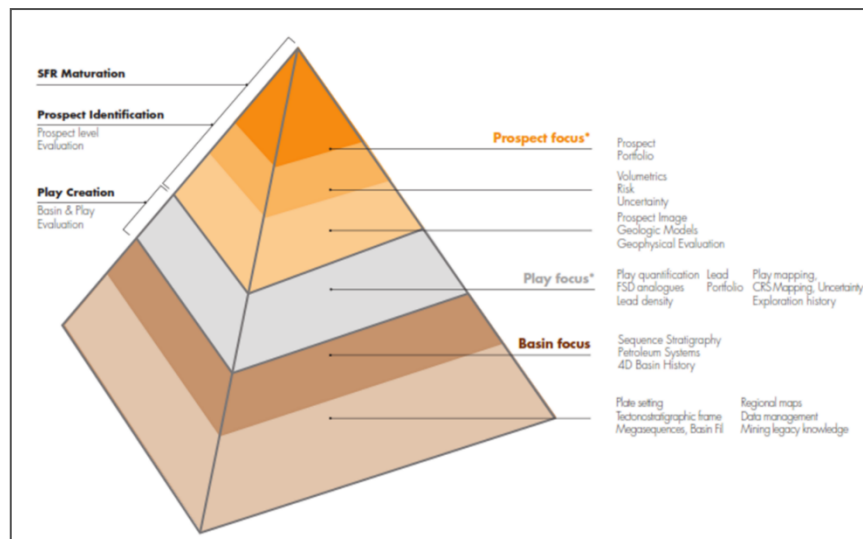 SFR Maturation
Prospect Identification
Prospect level
Evaluation
Play Creation
Basin & Play
Evaluation
Prospect focus*
Prospect
Portfolio
Volumetrics
Risk
Uncertainty
Prospect Image
Geologic Models
Geophysical Evaluation
Play focus*
Play quantification Lead Play mapping,
FSD analogues Portfolio CRS Mapping, Uncertainty
Lead density Exploration history
Basin focus
Sequence Stratigraphy
Petroleum Systems
4D Basin History
Plate setting Regional maps
Tectonostratigraphic frame Data management
Megasequences, Basin Fil Mining legacy knowledge